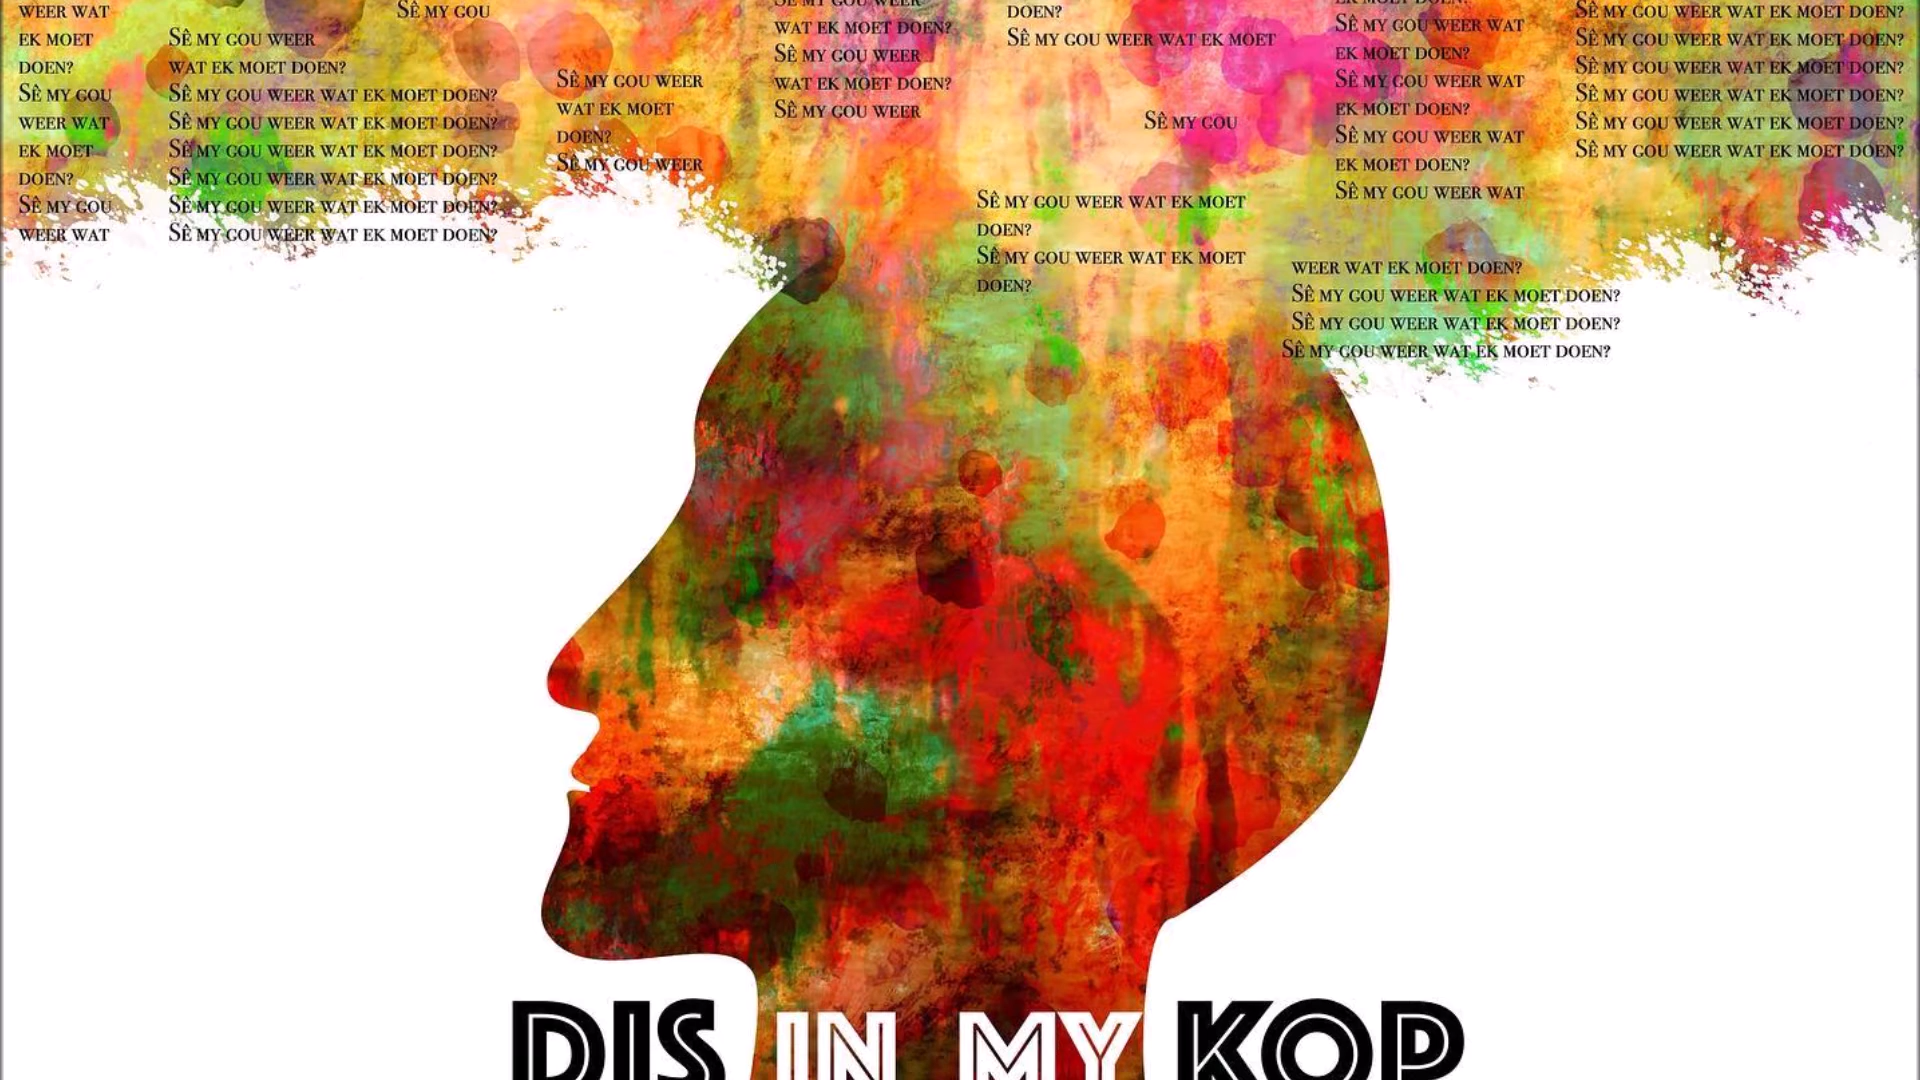 WEER WAT
EK MOET
DOEN?
SÊ MY GOU
WEER WAT
EK MOET
DOEN?
SÊ MY GOU
WEER WAT
SÊ MY GOU
SÊ MY GOU WEER
WAT EK MOET DOEN?
SÊ MY GOU WEER WAT EK MOET DOEN?
SÊ MY GOU WEER WAT EK MOET DOEN?
SÊ MY GOU WEER WAT EK MOET DOEN?
SÊ MY GOU WEER WAT EK MOET DOEN?
SÊ MY GOU WEER WAT EK MOET DOEN?
SÊ MY GOU WEER WAT EK MOET DOEN?
SÊ MY GOU WEER
WAT EK MOET
DOEN?
SÊ MY GOU WEER
SÊ MY GOU WEER
WAT EK MOET DOEN?
SÊ MY GOU WEER
WAT EK MOET DOEN?
SÊ MY GOU WEER
DOEN?
SÊ MY GOU WEER WAT EK MOET
SÊ MY GOU
SÊ MY GOU WEER WAT EK MOET
DOEN?
SÊ MY GOU WEER WAT EK MOET
DOEN?
EK MOET DOEN?
SÊ MY GOU WEER WAT
EK MOET DOEN?
SÊ MY GOU WEER WAT
EK MOET DOEN?
SÊ MY GOU WEER WAT
EK MOET DOEN?
SÊ MY GOU WEER WAT
WEER WAT EK MOET DOEN?
SÊ MY GOU WEER WAT EK MOET DOEN?
SÊ MY GOU WEER WAT EK MOET DOEN?
SÊ MY GOU WEER WAT EK MOET DOEN?
SÊ MY GOU WEER WAT EK MOET DOEN?
SÊ MY GOU WEER WAT EK MOET DOEN?
SÊ MY GOU WEER WAT EK MOET DOEN?
SÊ MY GOU WEER WAT EK MOET DOEN?
SÊ MY GOU WEER WAT EK MOET DOEN?
SÊ MY GOU WEER WAT EK MOET DOEN?
DIS IN MY KOP